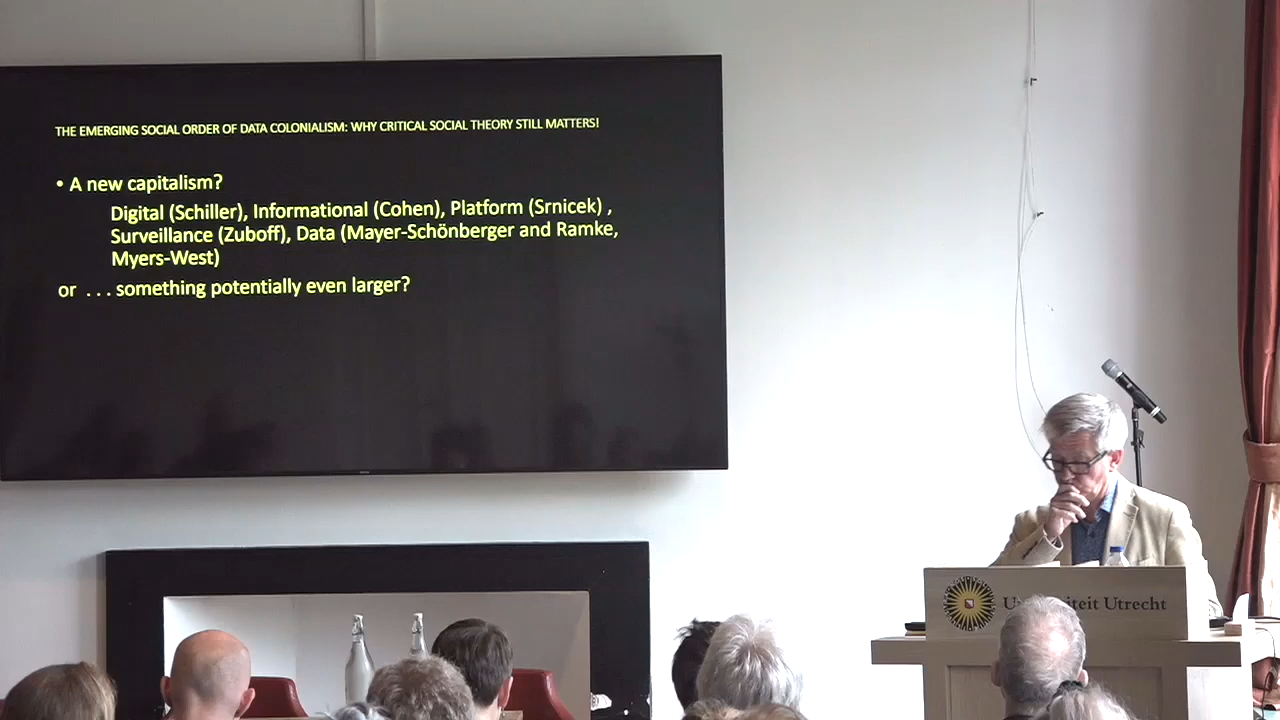 THE EMERGING SOCIAL ORDER OF DATA COLONIALISM: WHY CRITICAL SOCIAL THEORY STILL MATTERS!
• A new capitalism?
Digital (Schiller), Informational (Cohen), Platform (Srnicek) ,
Surveillance (Zuboff), Data (Mayer-Schönberger and Ramke,
Myers-West)
or . . . something potentially even larger?
Utrecht